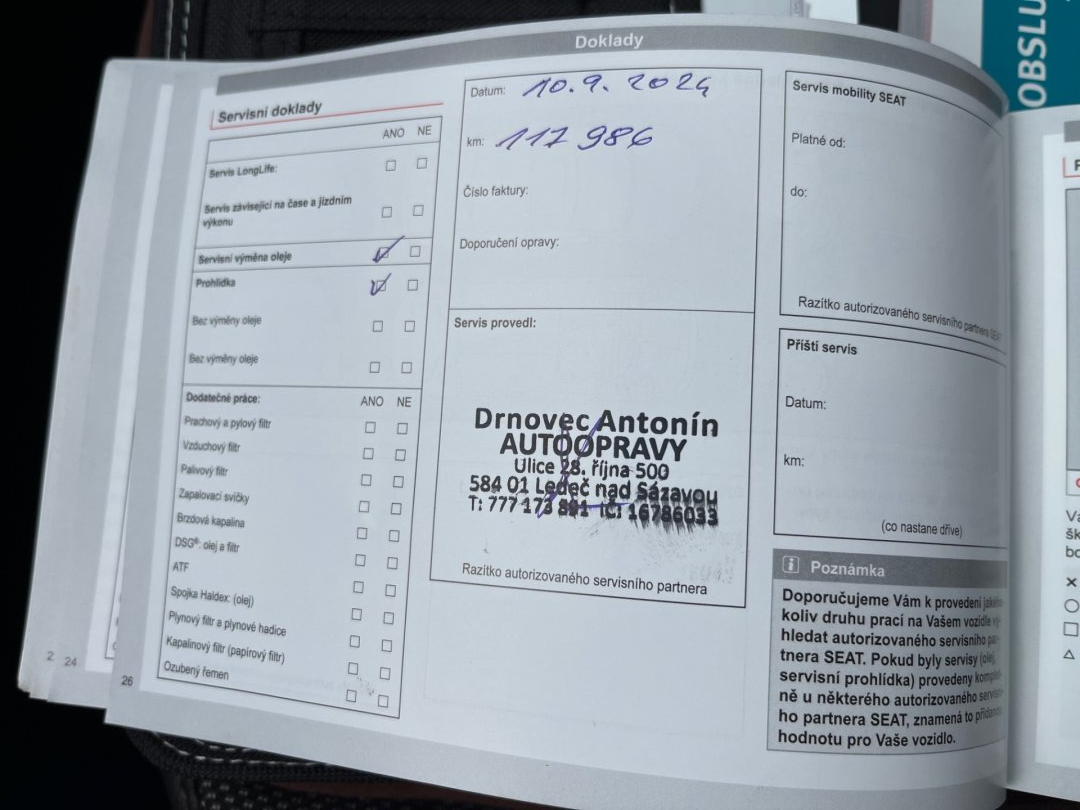 Doklady
Servisní doklady
ANO NE
Servis LongLife:
Servis závisející na čase a jízdním
výkonu
Servisní výměna oleje
Prohlídka
Bez výměny oleje
Bez výměny oleje
Dodatečné práce: ANO NE
Prachový a pylový filtr
Vzduchový filtr
Palivový filtr
Zapalovací svíčky
Brzdová kapalina
DSG®: olej a filtr
ATF
Spojka Haldex: (olej)
Plynový filtr a plynové hadice
Kapalinový filtr (papírový filtr)
Ozubený řemen
Datum: 10.9.2024
km: 117 986
Číslo faktury:
Doporučení opravy:
Servis provedl:
Drnovec Antonín
AUTOOPRAVY
Ulice 28. října 500
584 01 Ledeč nad Sázavou
T: 777 173 891 IČ: 16786033
Razítko autorizovaného servisního partnera
Servis mobility SEAT
Platné od:
do:
Razítko autorizovaného servisního partnera SEAT
Příští servis
Datum:
km:
(co nastane dříve)
i Poznámka
Doporučujeme Vám k provedení
koliv druhu prací na Vašem vozidle
hledat autorizovaného servisního
tnera SEAT. Pokud byly servisy (olej,
servisní prohlídka) provedeny
ně u některého autorizovaného
ho partnera SEAT, znamená to
hodnotu pro Vaše vozidlo.
2 24
26
OBSLU